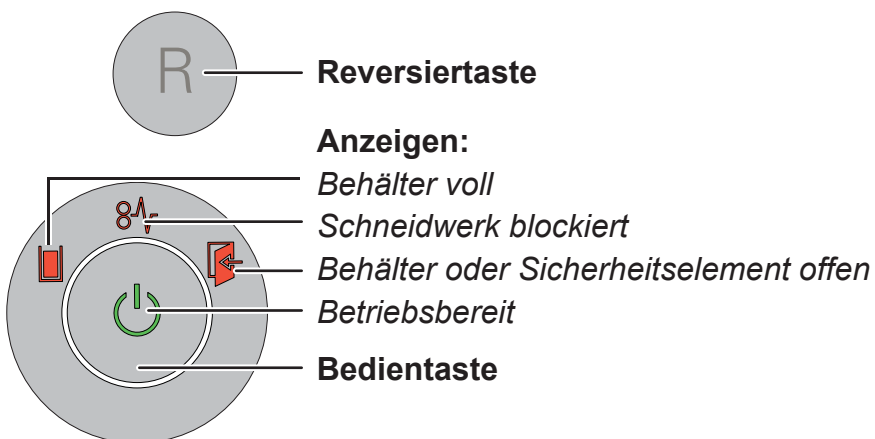 R
Reversiertaste
Anzeigen:
Behälter voll
Schneidwerk blockiert
Behälter oder Sicherheitselement offen
Betriebsbereit
Bedientaste